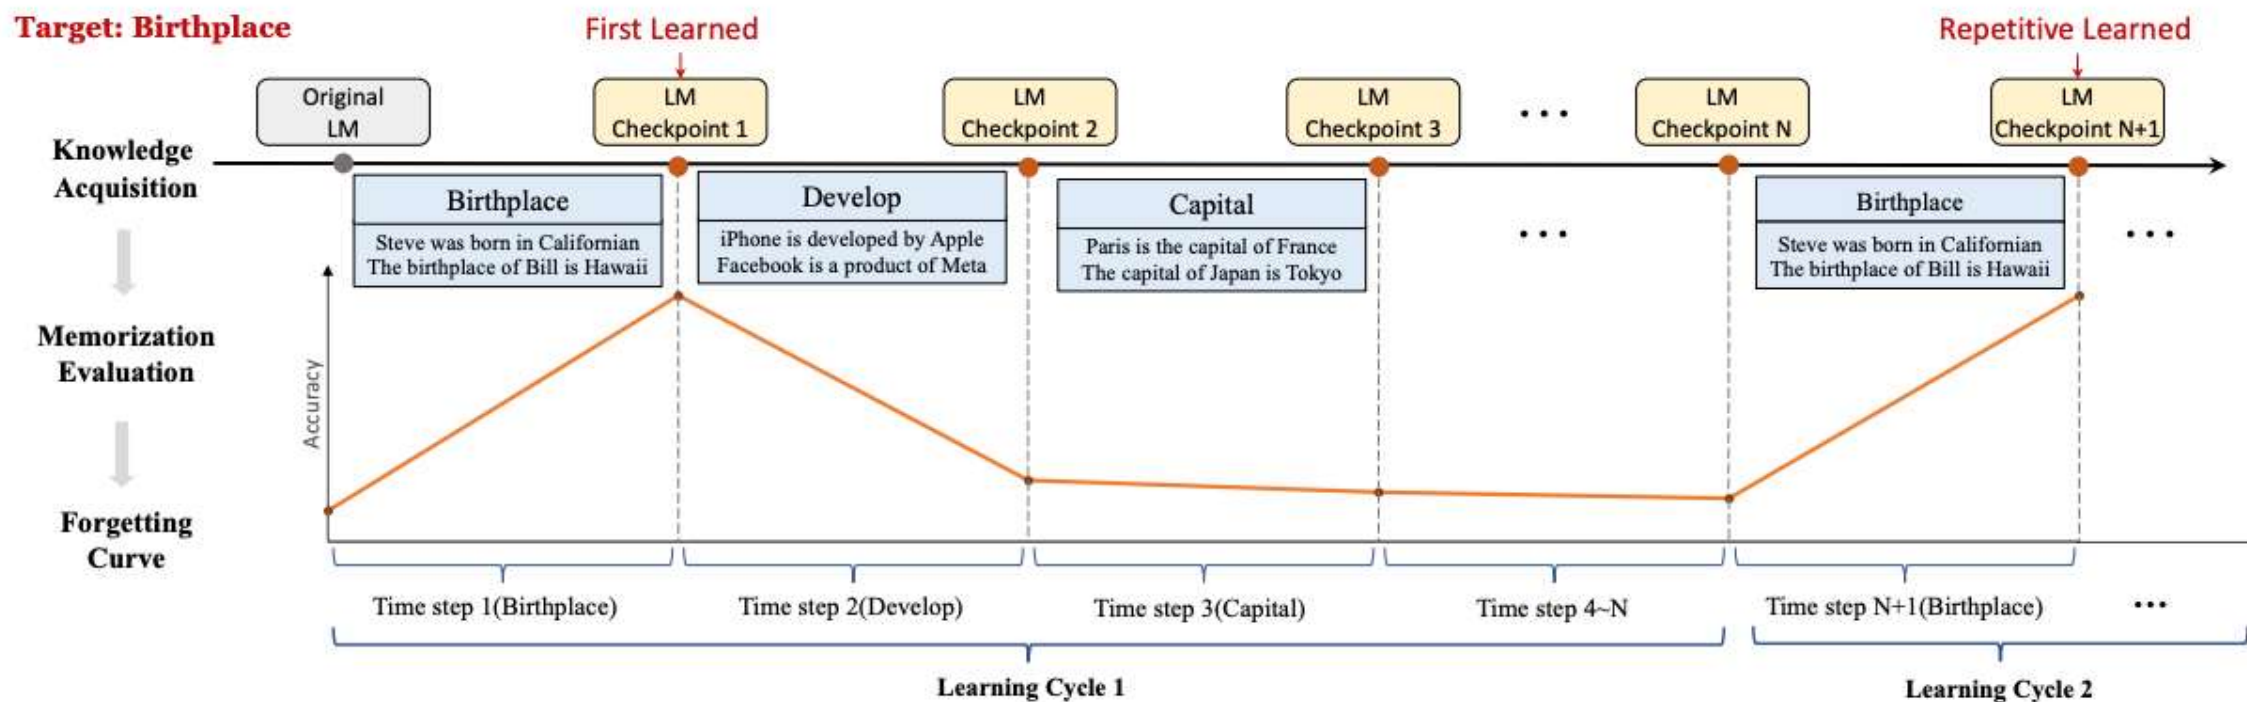 Target: Birthplace
First Learned
Repetitive Learned
Original
LM
LM
Checkpoint 1
LM
Checkpoint 2
LM
Checkpoint 3
...
LM
Checkpoint N
LM
Checkpoint N+1
Knowledge
Acquisition
Birthplace
Steve was born in Californian
The birthplace of Bill is Hawaii
Develop
iPhone is developed by Apple
Facebook is a product of Meta
Capital
Paris is the capital of France
The capital of Japan is Tokyo
...
Birthplace
Steve was born in Californian
The birthplace of Bill is Hawaii
...
Memorization
Evaluation
Accuracy
Forgetting
Curve
Time step 1(Birthplace)
Time step 2(Develop)
Time step 3(Capital)
Time step 4~N
Time step N+1(Birthplace)
...
Learning Cycle 1
Learning Cycle 2